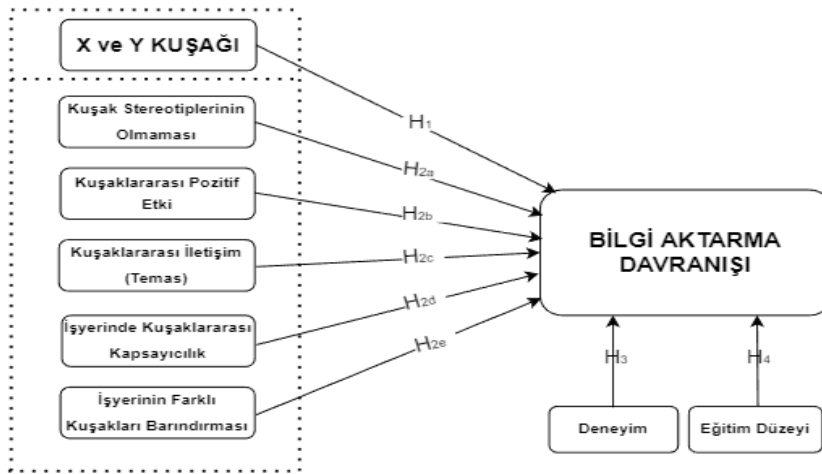 X ve Y KUŞAĞI
Kuşak Stereotiplerinin
Olmaması
Kuşaklararası Pozitif
Etki
Kuşaklararası İletişim
(Temas)
İşyerinde Kuşaklararası
Kapsayıcılık
İşyerinin Farklı
Kuşakları Barındırması
H1
H2a
H2b
H2c
H2d
H2e
BİLGİ AKTARMA
DAVRANIŞI
H3
H4
Deneyim
Eğitim Düzeyi